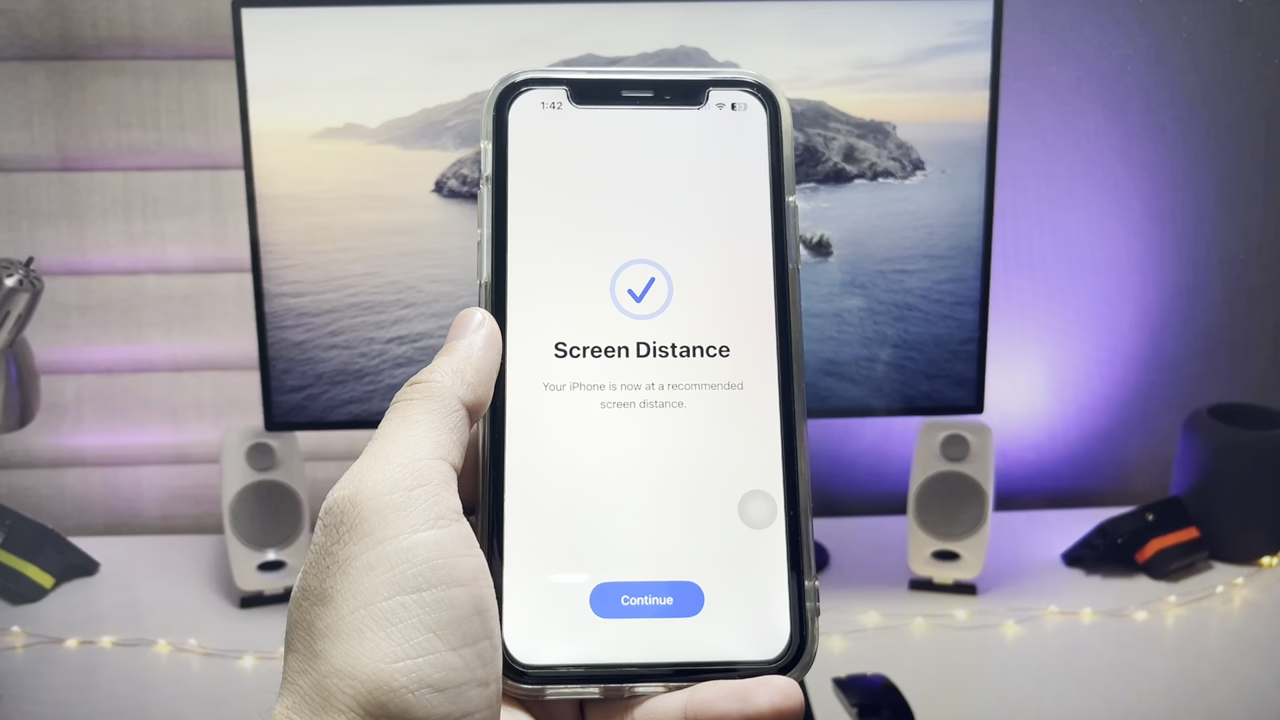 1:42
Screen Distance
Your iPhone is now at a recommended
screen distance.
Continue